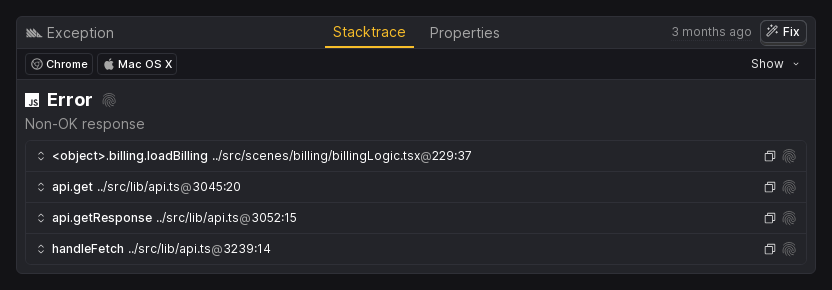 Exception Stacktrace Properties 3 months ago Fix
Chrome Mac OS X Show
JS Error
Non-OK response
<object>.billing.loadBilling ../src/scenes/billing/billingLogic.tsx@229:37
api.get ../src/lib/api.ts@3045:20
api.getResponse ../src/lib/api.ts@3052:15
handleFetch ../src/lib/api.ts@3239:14